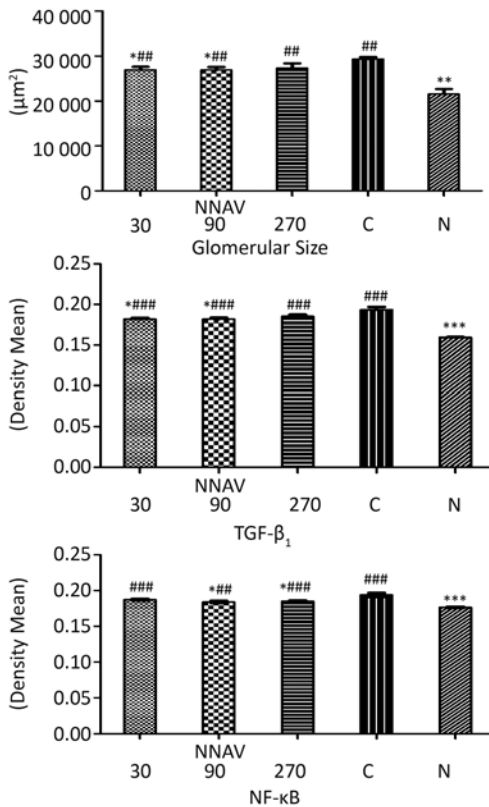 40 000
30 000
20 000
10 000
0
(μm²)
*## *## ## ## **
NNAV
30 90 270 C N
Glomerular Size
0.25
0.20
0.15
0.10
0.05
0.00
(Density Mean)
*### *### ### ### ***
NNAV
30 90 270 C N
TGF-β₁
0.25
0.20
0.15
0.10
0.05
0.00
(Density Mean)
### *## *### ### ***
NNAV
30 90 270 C N
NF-κB